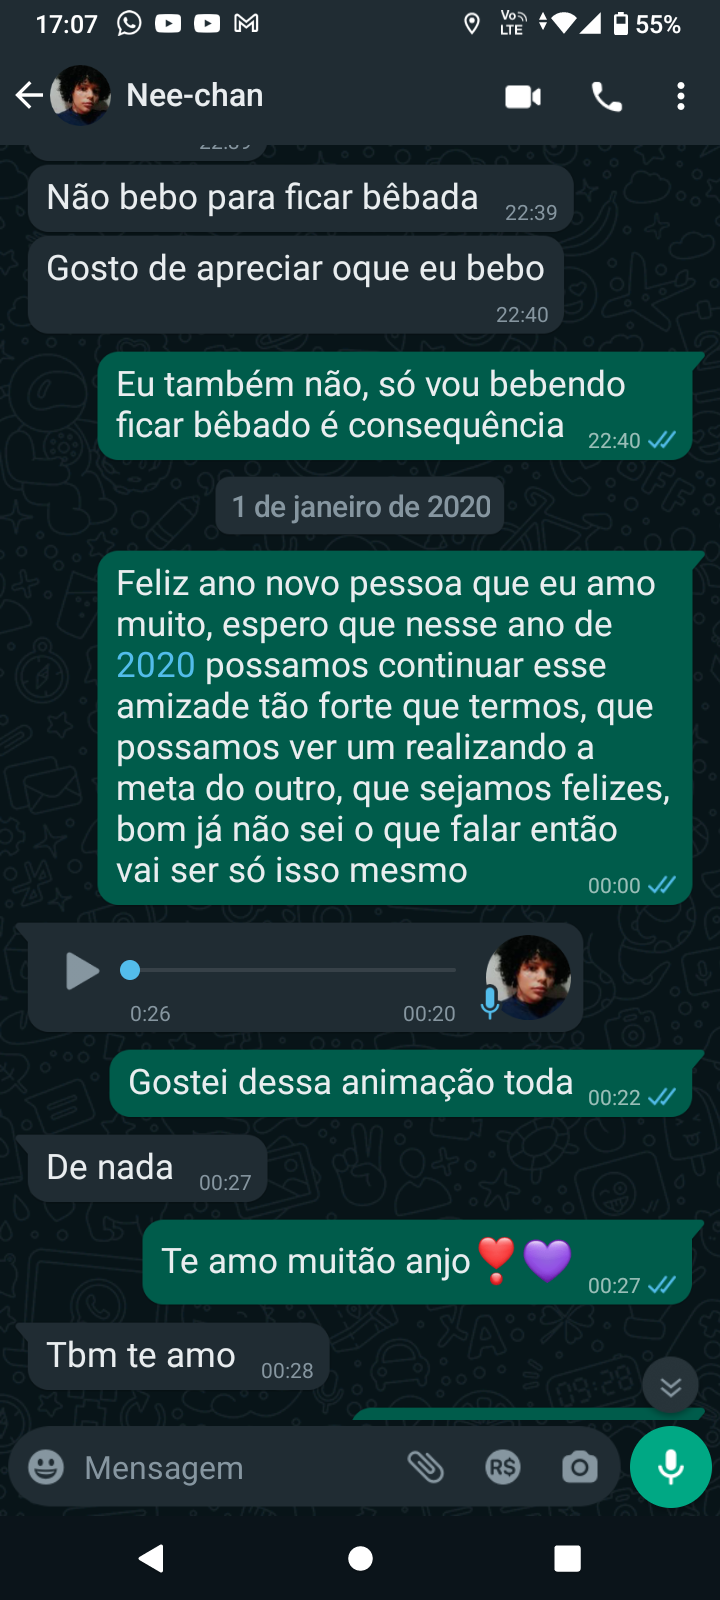 17:07 Vo LTE 55%
Nee-chan
Não bebo para ficar bêbada 22:39
Gosto de apreciar oque eu bebo
22:40
Eu também não, só vou bebendo
ficar bêbado é consequência 22:40
1 de janeiro de 2020
Feliz ano novo pessoa que eu amo
muito, espero que nesse ano de
2020 possamos continuar esse
amizade tão forte que termos, que
possamos ver um realizando a
meta do outro, que sejamos felizes,
bom já não sei o que falar então
vai ser só isso mesmo 00:00
0:26 00:20
Gostei dessa animação toda 00:22
De nada 00:27
Te amo muitão anjo❣️💜 00:27
Tbm te amo 00:28
Mensagem R$